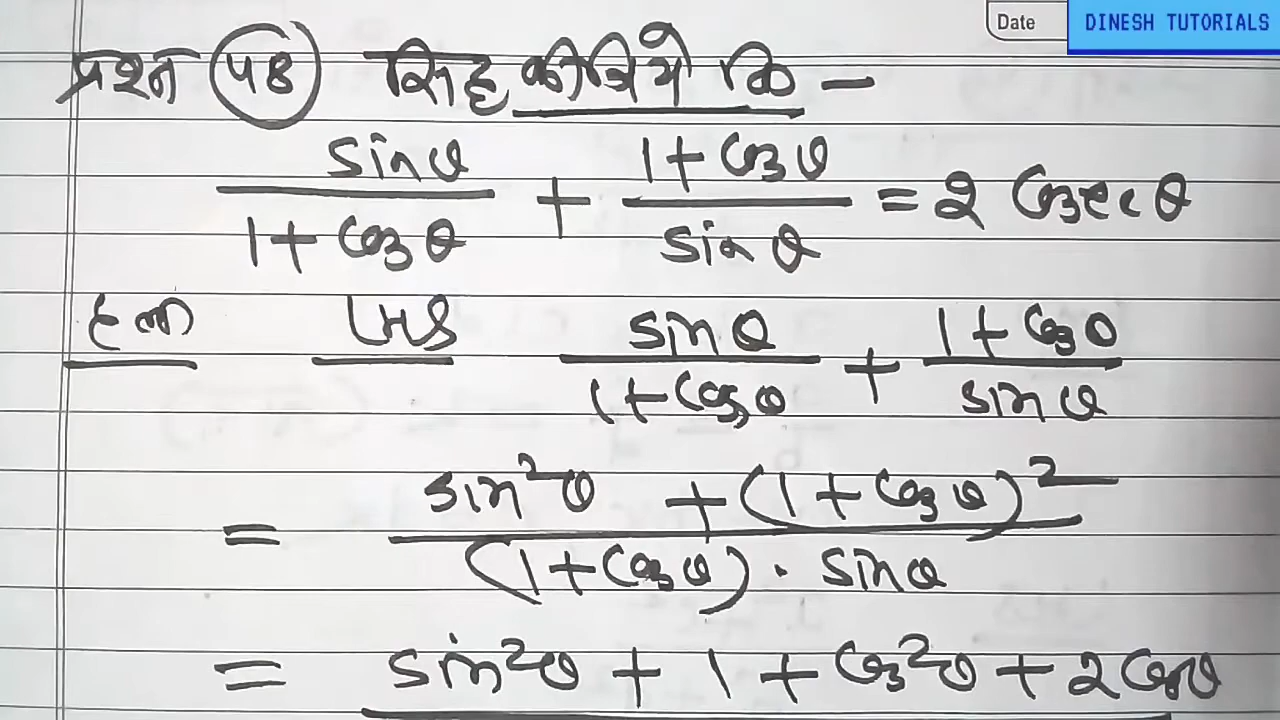 Date
DINESH TUTORIALS
प्रश्न ५४ सिद्ध कीजिये कि —
sinθ/(1+cosθ) + (1+cosθ)/sinθ = 2 cosecθ
हल LHS sinθ/(1+cosθ) + (1+cosθ)/sinθ
= (sin²θ + (1+cosθ)²)/((1+cosθ)·sinθ)
= sin²θ + 1 + cos²θ + 2cosθ